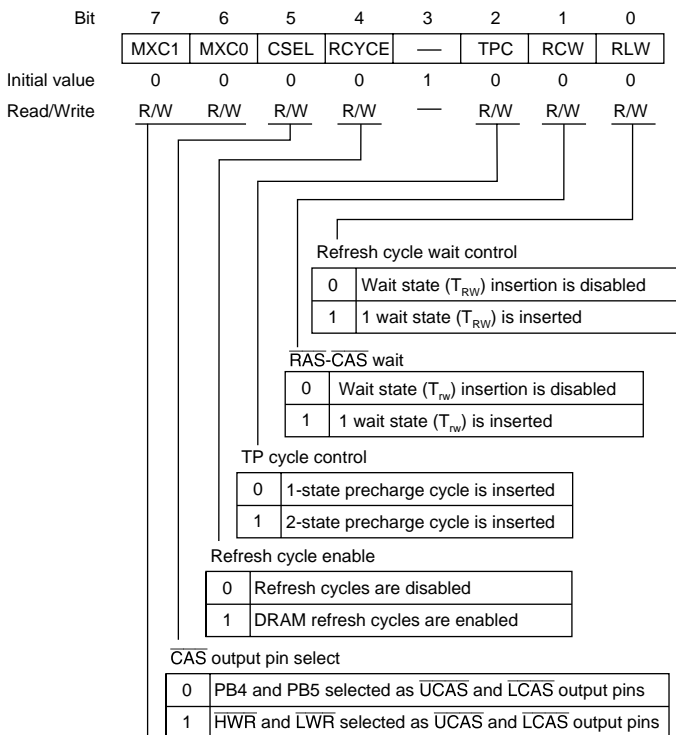 Bit 7 6 5 4 3 2 1 0
MXC1 MXC0 CSEL RCYCE — TPC RCW RLW
Initial value 0 0 0 0 1 0 0 0
Read/Write R/W R/W R/W R/W — R/W R/W R/W
Refresh cycle wait control
0 Wait state (TRW) insertion is disabled
1 1 wait state (TRW) is inserted
RAS-CAS wait
0 Wait state (Trw) insertion is disabled
1 1 wait state (Trw) is inserted
TP cycle control
0 1-state precharge cycle is inserted
1 2-state precharge cycle is inserted
Refresh cycle enable
0 Refresh cycles are disabled
1 DRAM refresh cycles are enabled
CAS output pin select
0 PB4 and PB5 selected as UCAS and LCAS output pins
1 HWR and LWR selected as UCAS and LCAS output pins